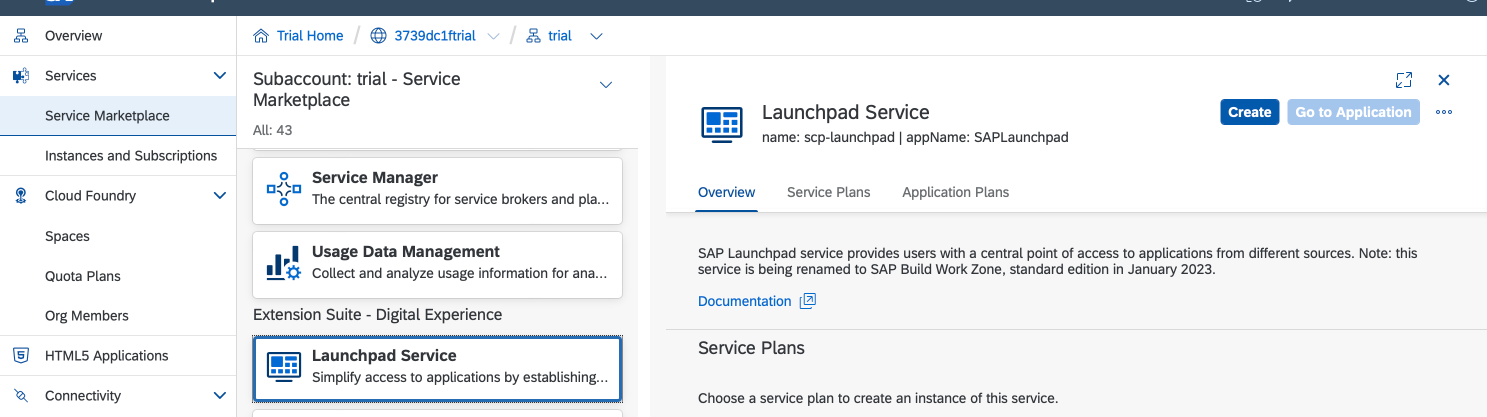 Overview
Services
Service Marketplace
Instances and Subscriptions
Cloud Foundry
Spaces
Quota Plans
Org Members
HTML5 Applications
Connectivity
Trial Home / 3739dc1ftrial / trial
Subaccount: trial - Service
Marketplace
All: 43
Service Manager
The central registry for service brokers and pla...
Usage Data Management
Collect and analyze usage information for ana...
Extension Suite - Digital Experience
Launchpad Service
Simplify access to applications by establishing...
Launchpad Service
name: scp-launchpad | appName: SAPLaunchpad
Create
Go to Application
Overview
Service Plans
Application Plans
SAP Launchpad service provides users with a central point of access to applications from different sources. Note: this
service is being renamed to SAP Build Work Zone, standard edition in January 2023.
Documentation
Service Plans
Choose a service plan to create an instance of this service.